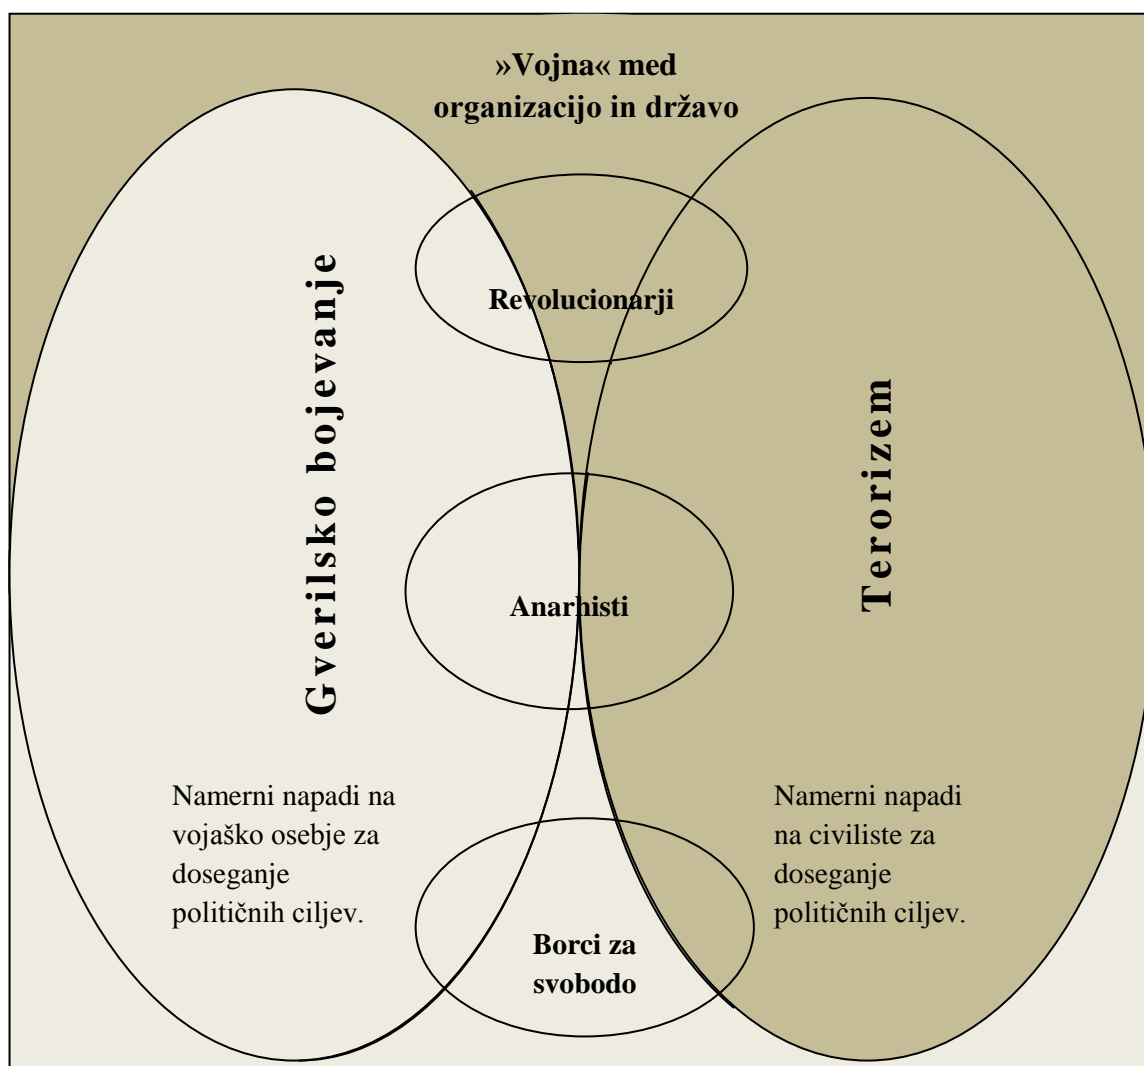 »Vojna« med
organizacijo in državo
Revolucionarji
Gverilsko bojevanje
Terorizem
Anarhisti
Namerni napadi na
vojaško osebje za
doseganje
političnih ciljev.
Namerni napadi
na civiliste za
doseganje
političnih ciljev.
Borci za
svobodo